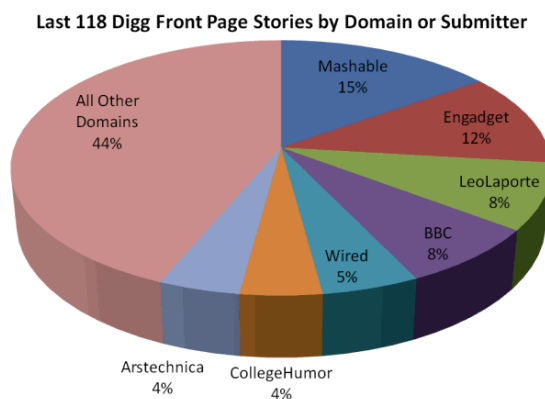 Last 118 Digg Front Page Stories by Domain or Submitter
Mashable
15%
Engadget
12%
LeoLaporte
8%
BBC
8%
Wired
5%
CollegeHumor
4%
Arstechnica
4%
All Other
Domains
44%